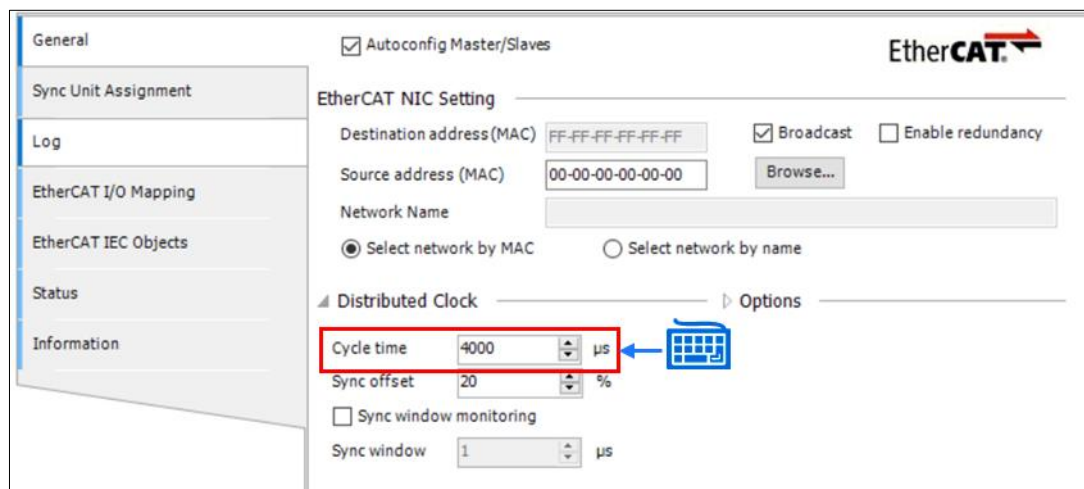 General
Sync Unit Assignment
Log
EtherCAT I/O Mapping
EtherCAT IEC Objects
Status
Information
Autoconfig Master/Slaves
EtherCAT.
EtherCAT NIC Setting
Destination address (MAC) FF-FF-FF-FF-FF-FF Broadcast Enable redundancy
Source address (MAC) 00-00-00-00-00-00 Browse...
Network Name
Select network by MAC Select network by name
Distributed Clock Options
Cycle time 4000 µs
Sync offset 20 %
Sync window monitoring
Sync window 1 µs